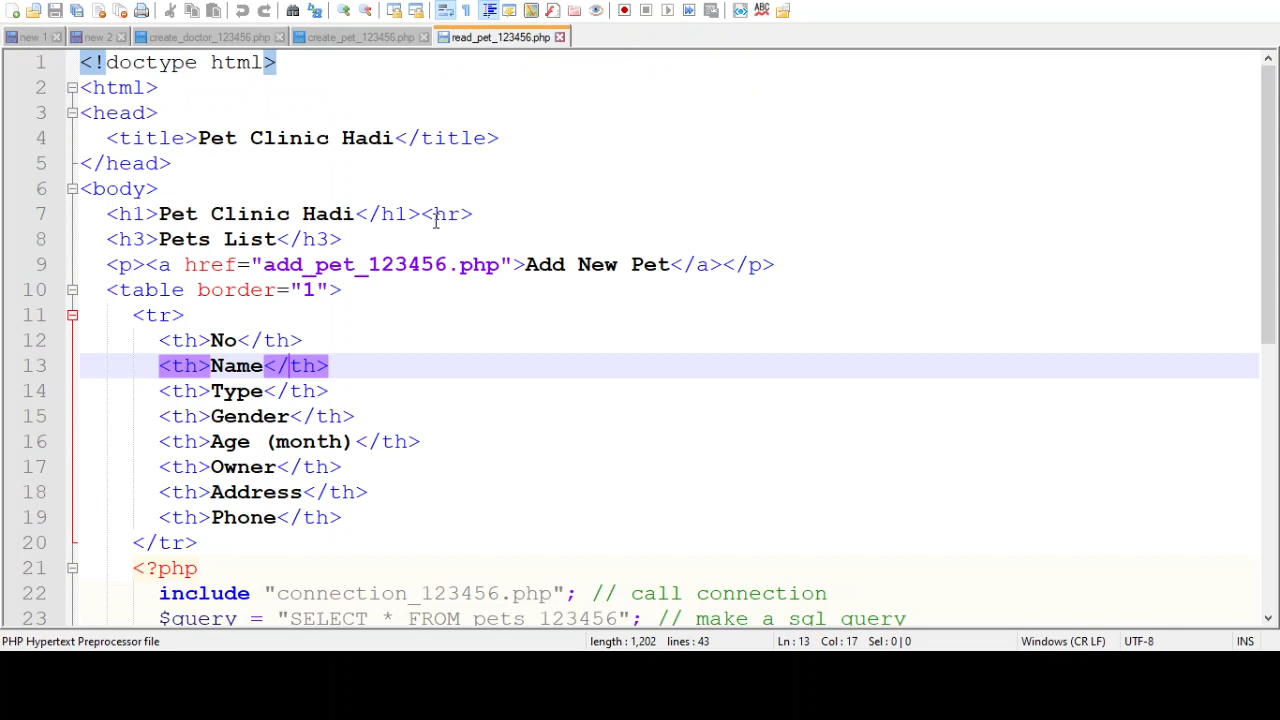 new 1 new 2 create_doctor_123456.php create_pet_123456.php read_pet_123456.php
1 <!doctype html>
2 <html>
3 <head>
4 <title>Pet Clinic Hadi</title>
5 </head>
6 <body>
7 <h1>Pet Clinic Hadi</h1><hr>
8 <h3>Pets List</h3>
9 <p><a href="add_pet_123456.php">Add New Pet</a></p>
10 <table border="1">
11 <tr>
12 <th>No</th>
13 <th>Name</th>
14 <th>Type</th>
15 <th>Gender</th>
16 <th>Age (month)</th>
17 <th>Owner</th>
18 <th>Address</th>
19 <th>Phone</th>
20 </tr>
21 <?php
22 include "connection_123456.php"; // call connection
23 $query = "SELECT * FROM pets_123456"; // make a sql query
PHP Hypertext Preprocessor file length : 1,202 lines : 43 Ln : 13 Col : 17 Sel : 0 | 0 Windows (CR LF) UTF-8 INS